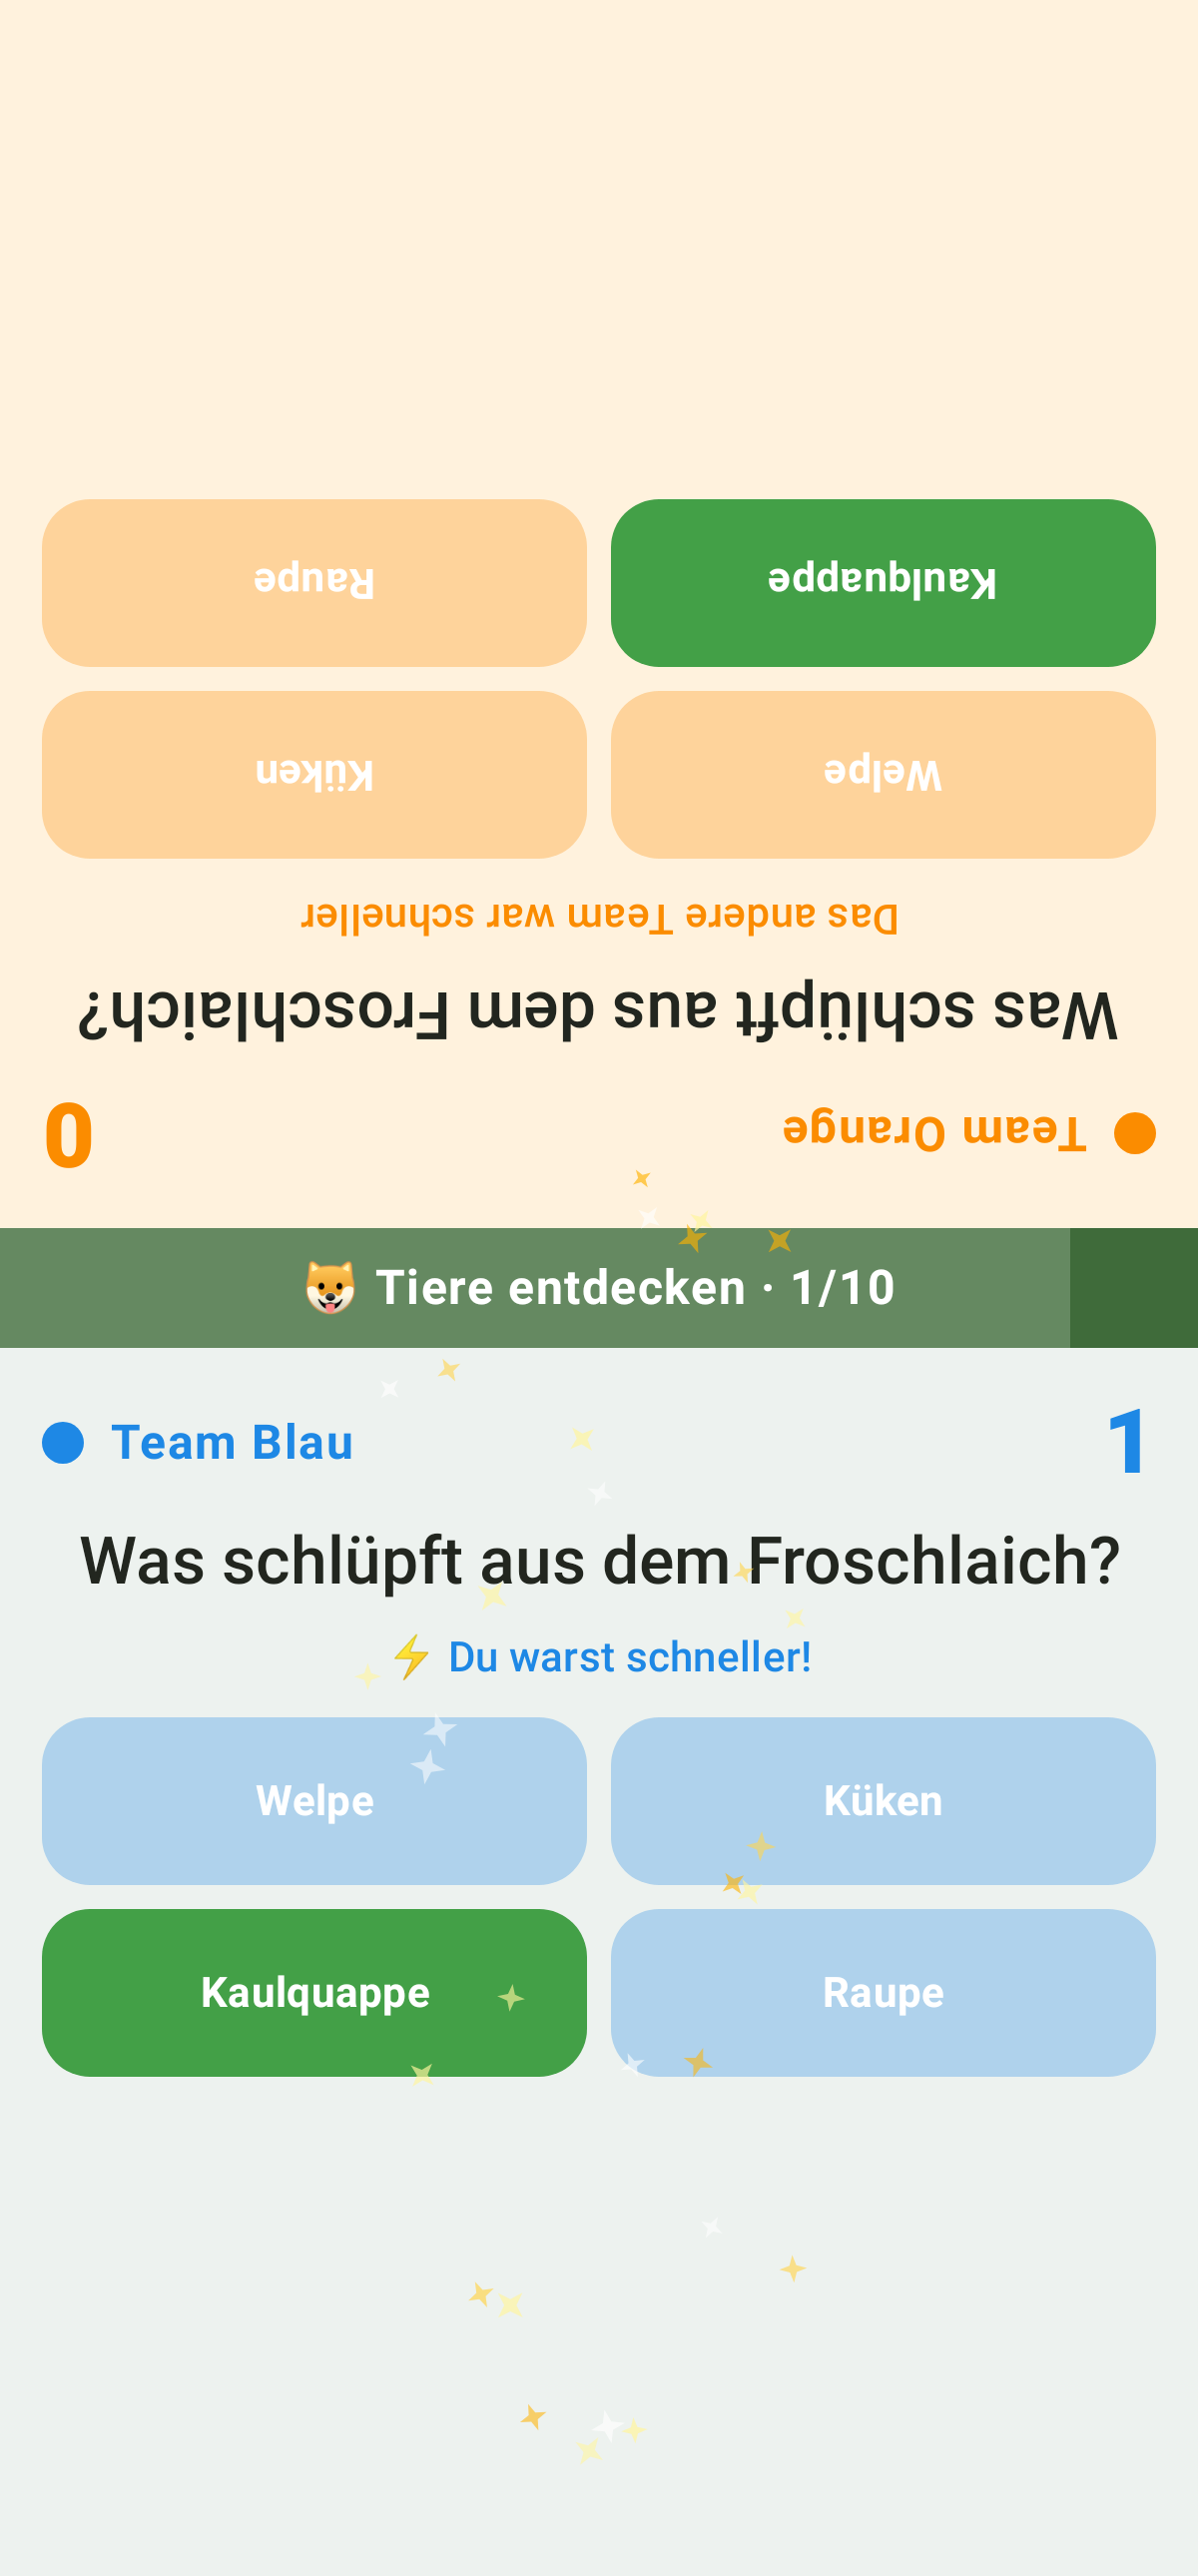 Raupe
Kaulquappe
Küken
Welpe
Das andere Team war schneller
Was schlüpft aus dem Froschlaich?
0
Team Orange
Tiere entdecken · 1/10
Team Blau
1
Was schlüpft aus dem Froschlaich?
⚡ Du warst schneller!
Welpe
Küken
Kaulquappe
Raupe